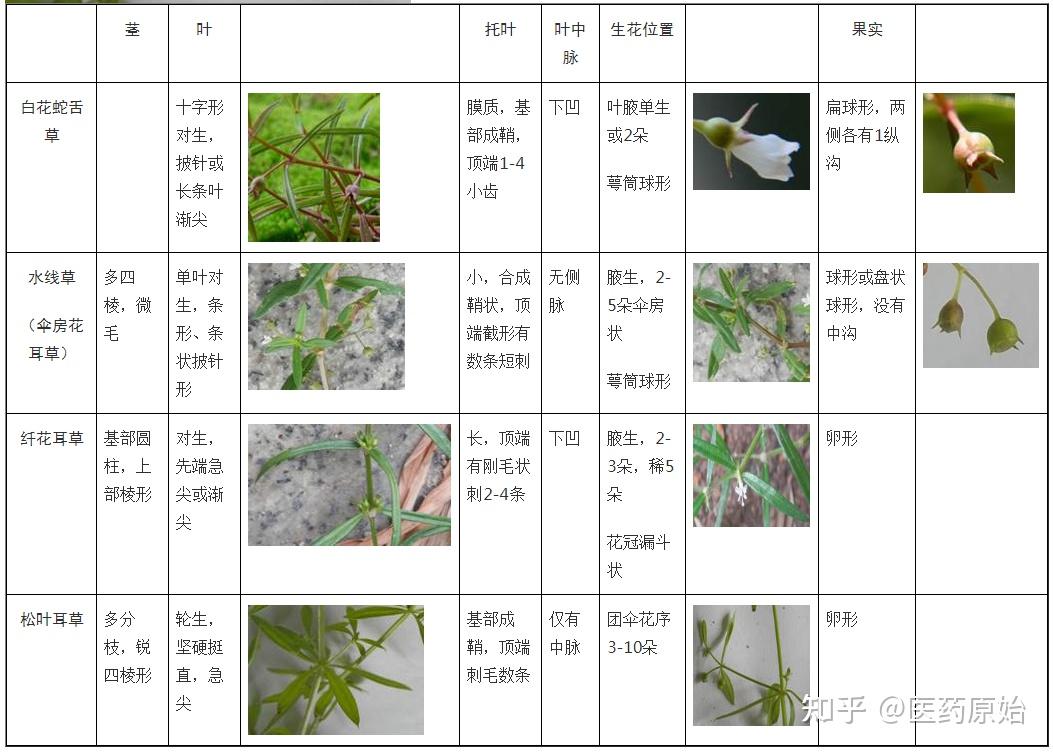 茎
叶
托叶
叶中
脉
生花位置
果实
白花蛇舌
草
十字形
对生，
披针或
长条叶
渐尖
膜质，基
部成鞘，
顶端1-4
小齿
下凹
叶腋单生
或2朵
萼筒球形
扁球形，两
侧各有1纵
沟
水线草
（伞房花
耳草）
多四
棱，微
毛
单叶对
生，条
形、条
状披针
形
小，合成
鞘状，顶
端截形有
数条短刺
无侧
脉
腋生，2-
5朵伞房
状
萼筒球形
球形或盘状
球形，没有
中沟
纤花耳草
基部圆
柱，上
部棱形
对生，
先端急
尖或渐
尖
长，顶端
有刚毛状
刺2-4条
下凹
腋生，2-
3朵，稀5
朵
花冠漏斗
状
卵形
松叶耳草
多分
枝，锐
四棱形
轮生，
坚硬挺
直，急
尖
基部成
鞘，顶端
刺毛数条
仅有
中脉
团伞花序
3-10朵
卵形
知乎 @医药原始